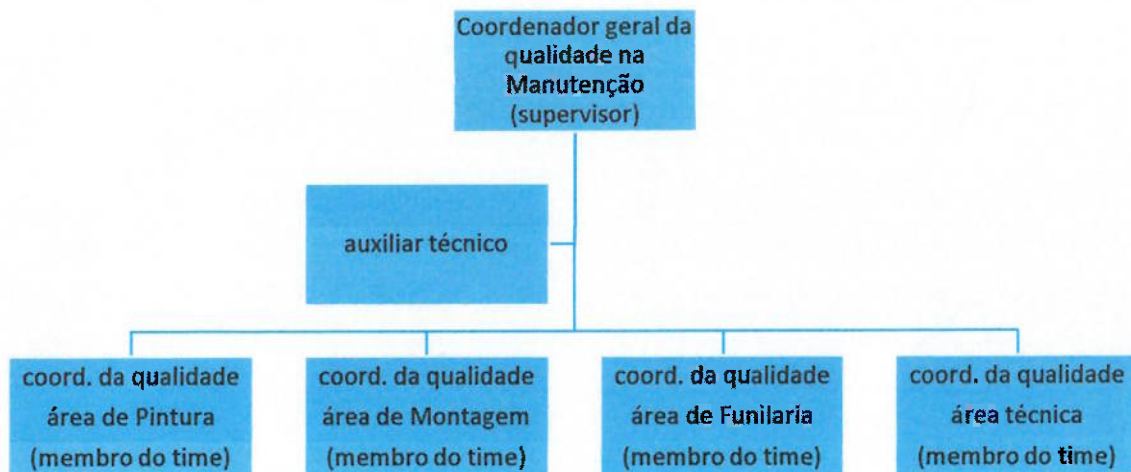 Coordenador geral da
qualidade na
Manutenção
(supervisor)
auxiliar técnico
coord. da qualidade
área de Pintura
(membro do time)
coord. da qualidade
área de Montagem
(membro do time)
coord. da qualidade
área de Funilaria
(membro do time)
coord. da qualidade
área técnica
(membro do time)